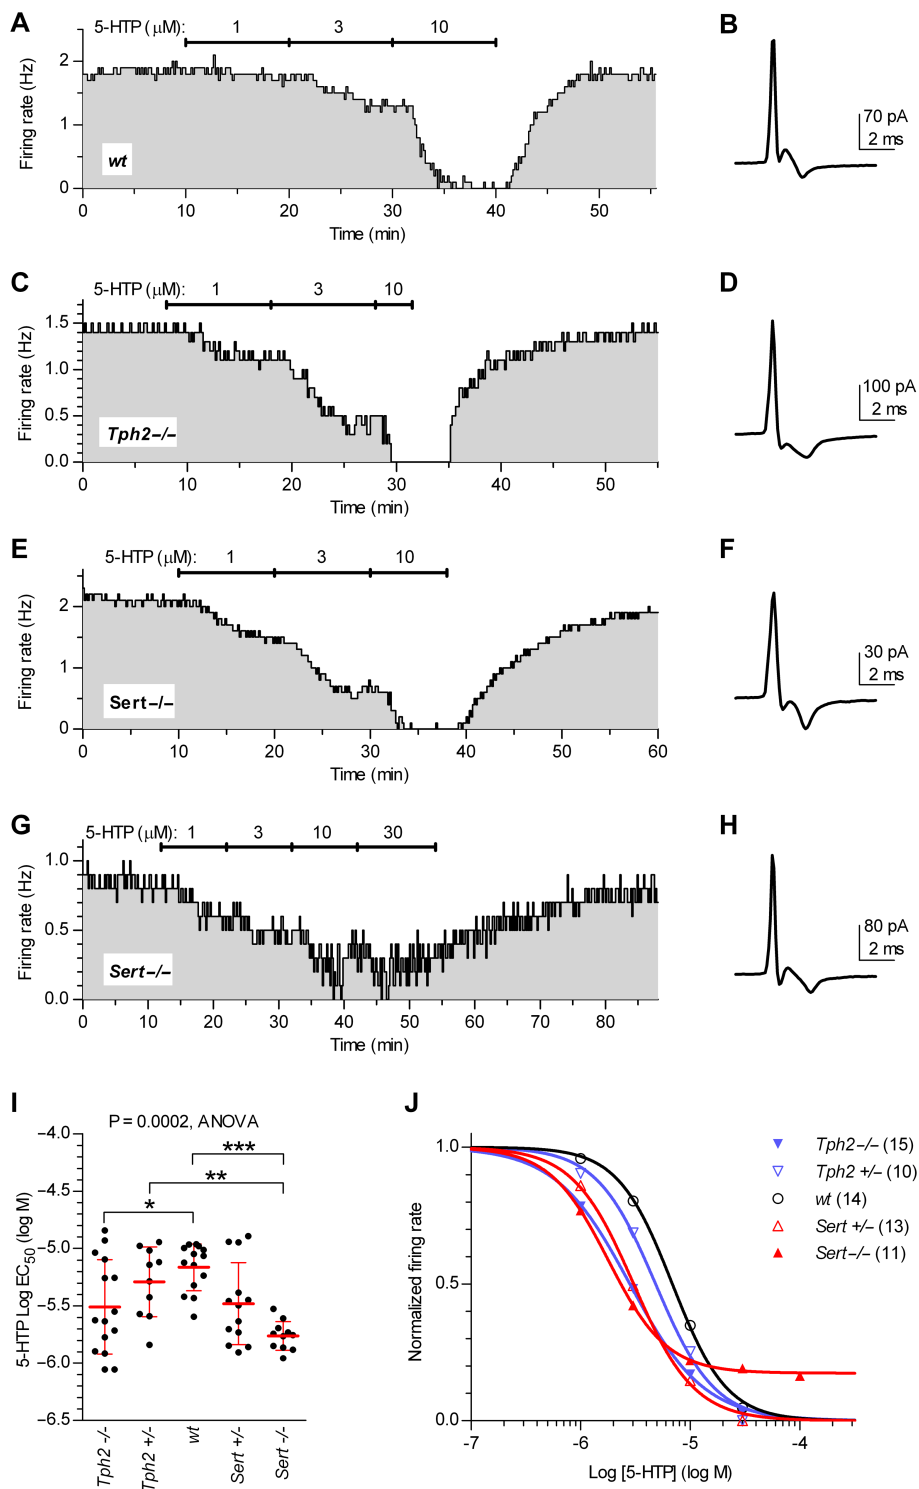 A
5-HTP (μM): 1 3 10
Firing rate (Hz)
2
1
0
wt
0 10 20 30 40 50
Time (min)
B
70 pA
2 ms
C
5-HTP (μM): 1 3 10
Firing rate (Hz)
1.5
1.0
0.5
0.0
Tph2–/–
0 10 20 30 40 50
Time (min)
D
100 pA
2 ms
E
5-HTP (μM): 1 3 10
Firing rate (Hz)
2
1
0
Sert–/–
0 10 20 30 40 50 60
Time (min)
F
30 pA
2 ms
G
5-HTP (μM): 1 3 10 30
Firing rate (Hz)
1.0
0.5
0.0
Sert–/–
0 10 20 30 40 50 60 70 80
Time (min)
H
80 pA
2 ms
I
P = 0.0002, ANOVA
5-HTP Log EC50 (log M)
−4.0
−4.5
−5.0
−5.5
−6.0
−6.5
***
**
*
Tph2 -/-
Tph2 +/-
wt
Sert +/-
Sert -/-
J
Normalized firing rate
1.0
0.5
0.0
-7 -6 -5 -4
Log [5-HTP] (log M)
Tph2–/– (15)
Tph2 +/– (10)
wt (14)
Sert +/– (13)
Sert–/– (11)